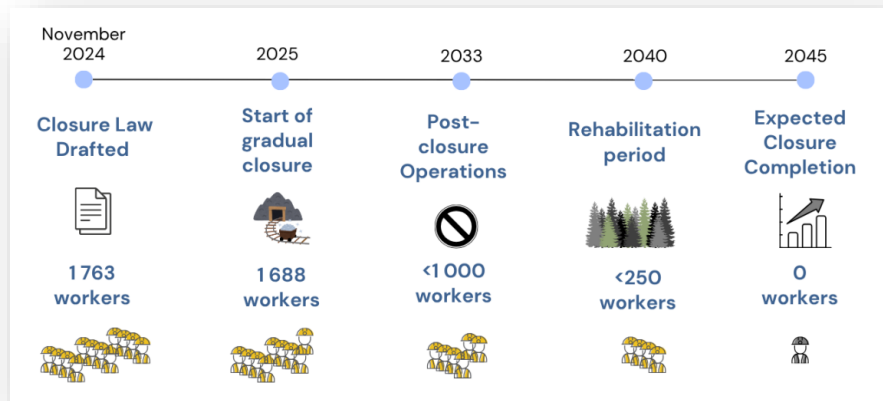 November
2024
2025
2033
2040
2045
Closure Law
Drafted
Start of
gradual
closure
Post-
closure
Operations
Rehabilitation
period
Expected
Closure
Completion
1 763
workers
1 688
workers
<1 000
workers
<250
workers
0
workers